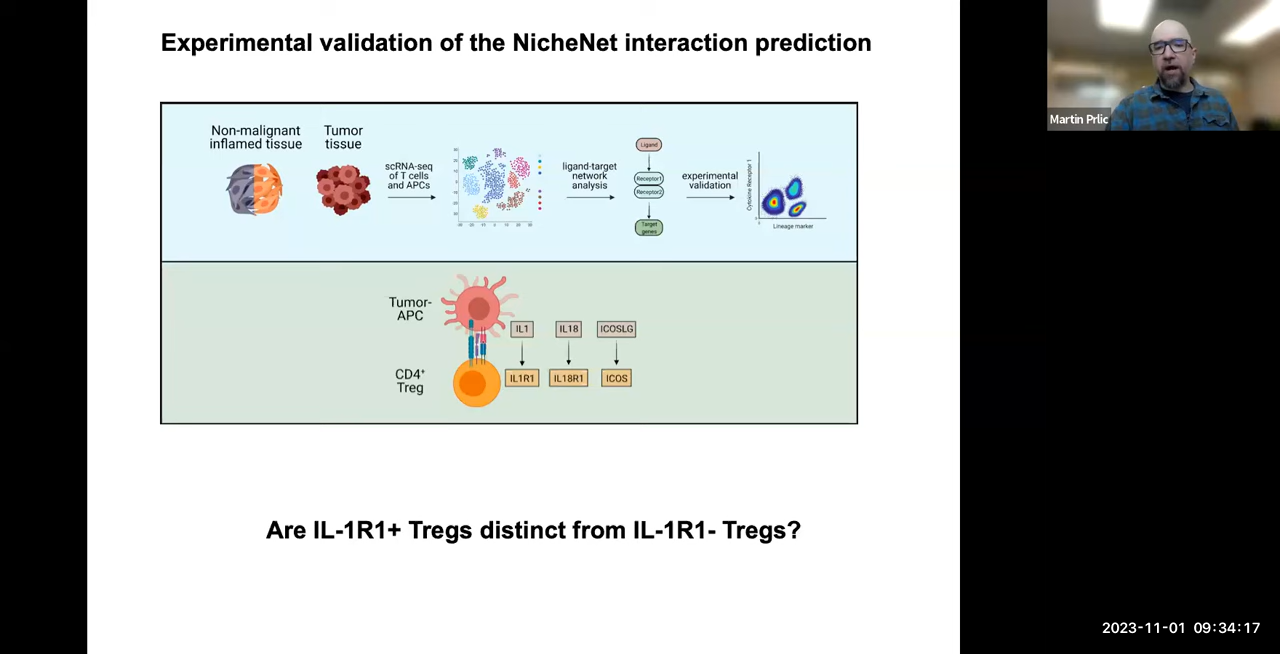 Experimental validation of the NicheNet interaction prediction
Non-malignant
inflamed tissue
Tumor
tissue
scRNA-seq
of T cells
and APCs
ligand-target
network
analysis
Ligand
Receptor1
Receptor2
Target
genes
experimental
validation
Cytokine Receptor 1
Lineage marker
Tumor-
APC
IL1
IL18
ICOSLG
CD4⁺
Treg
IL1R1
IL18R1
ICOS
Are IL-1R1+ Tregs distinct from IL-1R1- Tregs?
Martin Prlic
2023-11-01 09:34:17